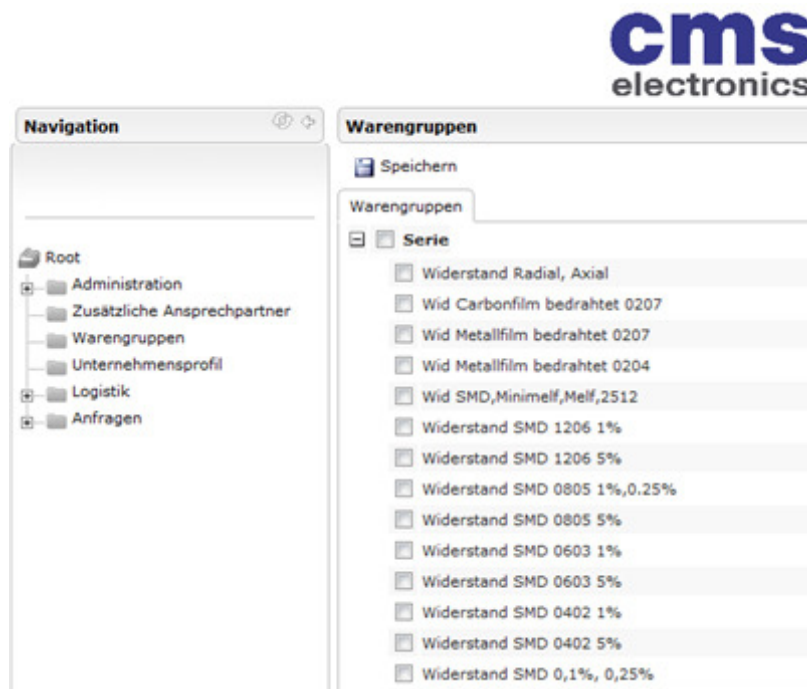 cms
electronics
Navigation
Warengruppen
Speichern
Warengruppen
Root
Administration
Zusätzliche Ansprechpartner
Warengruppen
Unternehmensprofil
Logistik
Anfragen
Serie
Widerstand Radial, Axial
Wid Carbonfilm bedrahtet 0207
Wid Metallfilm bedrahtet 0207
Wid Metallfilm bedrahtet 0204
Wid SMD,Minimelf,Melf,2512
Widerstand SMD 1206 1%
Widerstand SMD 1206 5%
Widerstand SMD 0805 1%,0.25%
Widerstand SMD 0805 5%
Widerstand SMD 0603 1%
Widerstand SMD 0603 5%
Widerstand SMD 0402 1%
Widerstand SMD 0402 5%
Widerstand SMD 0,1%, 0,25%